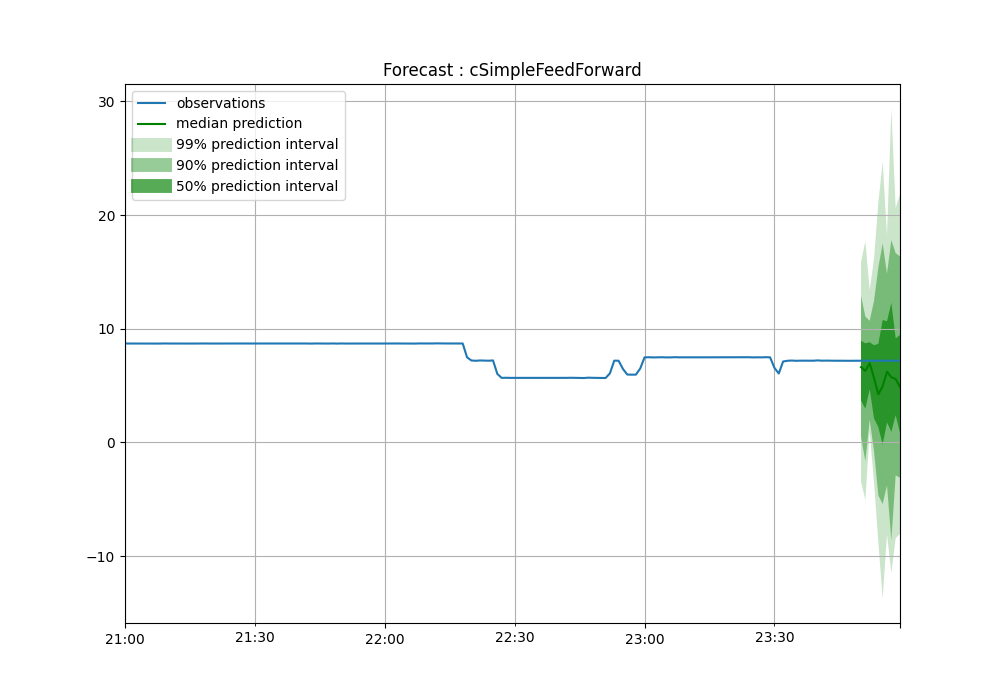 Forecast : cSimpleFeedForward
observations
median prediction
99% prediction interval
90% prediction interval
50% prediction interval
30
20
10
0
−10
21:00
21:30
22:00
22:30
23:00
23:30